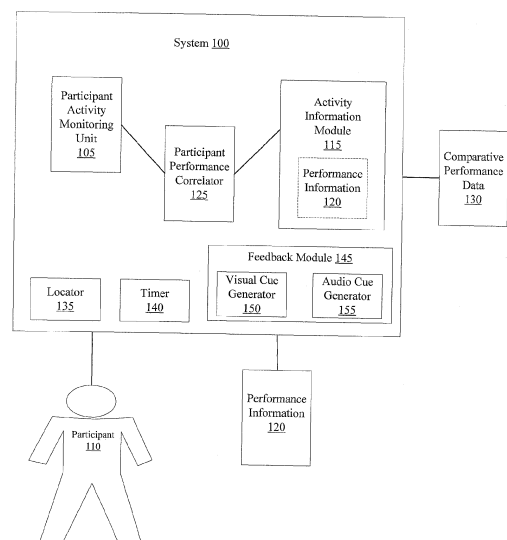 System 100
Participant
Activity
Monitoring
Unit
105
Participant
Performance
Correlator
125
Activity
Information
Module
115
Performance
Information
120
Comparative
Performance
Data
130
Feedback Module 145
Visual Cue
Generator
150
Audio Cue
Generator
155
Locator
135
Timer
140
Performance
Information
120
Participant
110